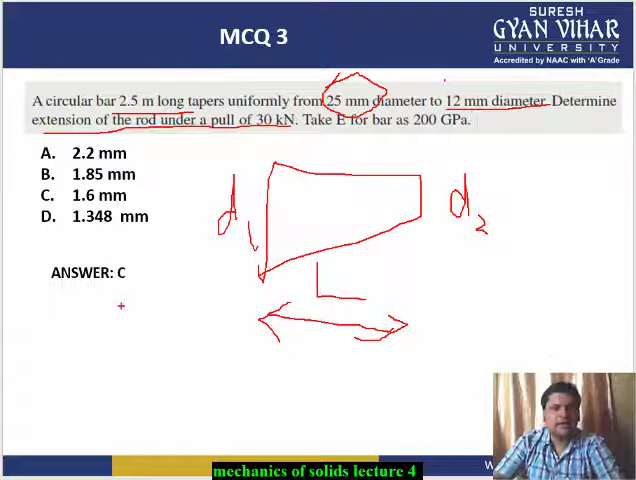 SURESH
GYAN VIHAR
UNIVERSITY
Accredited by NAAC with 'A' Grade
MCQ 3
A circular bar 2.5 m long tapers uniformly from 25 mm diameter to 12 mm diameter. Determine
extension of the rod under a pull of 30 kN. Take E for bar as 200 GPa.
A. 2.2 mm
B. 1.85 mm
C. 1.6 mm
D. 1.348 mm
d1
d2
ANSWER: C
L
W
mechanics of solids lecture 4